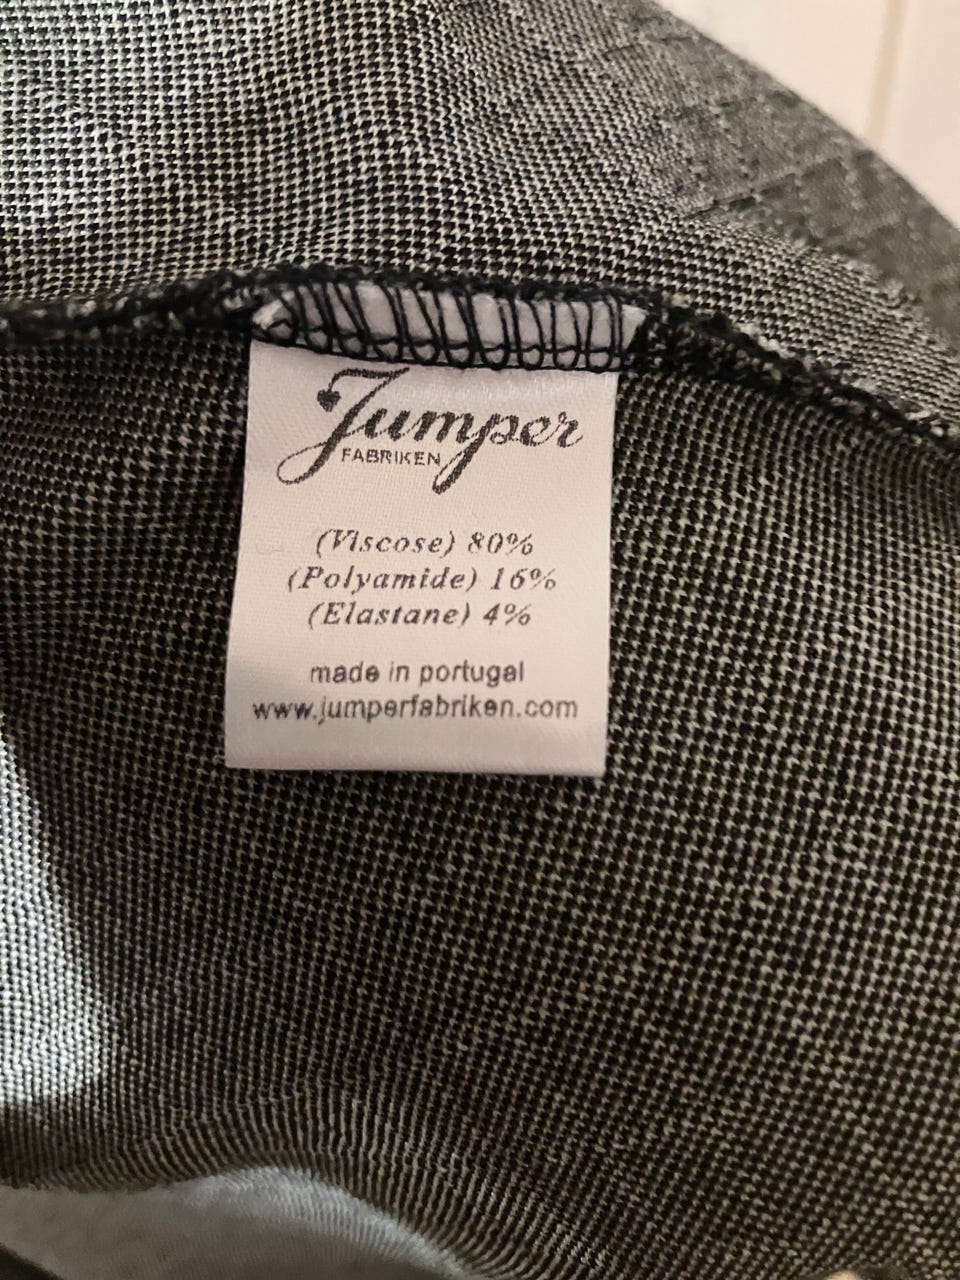 Jumper
FABRIKEN
(Viscose) 80%
(Polyamide) 16%
(Elastane) 4%
made in portugal
www.jumperfabriken.com